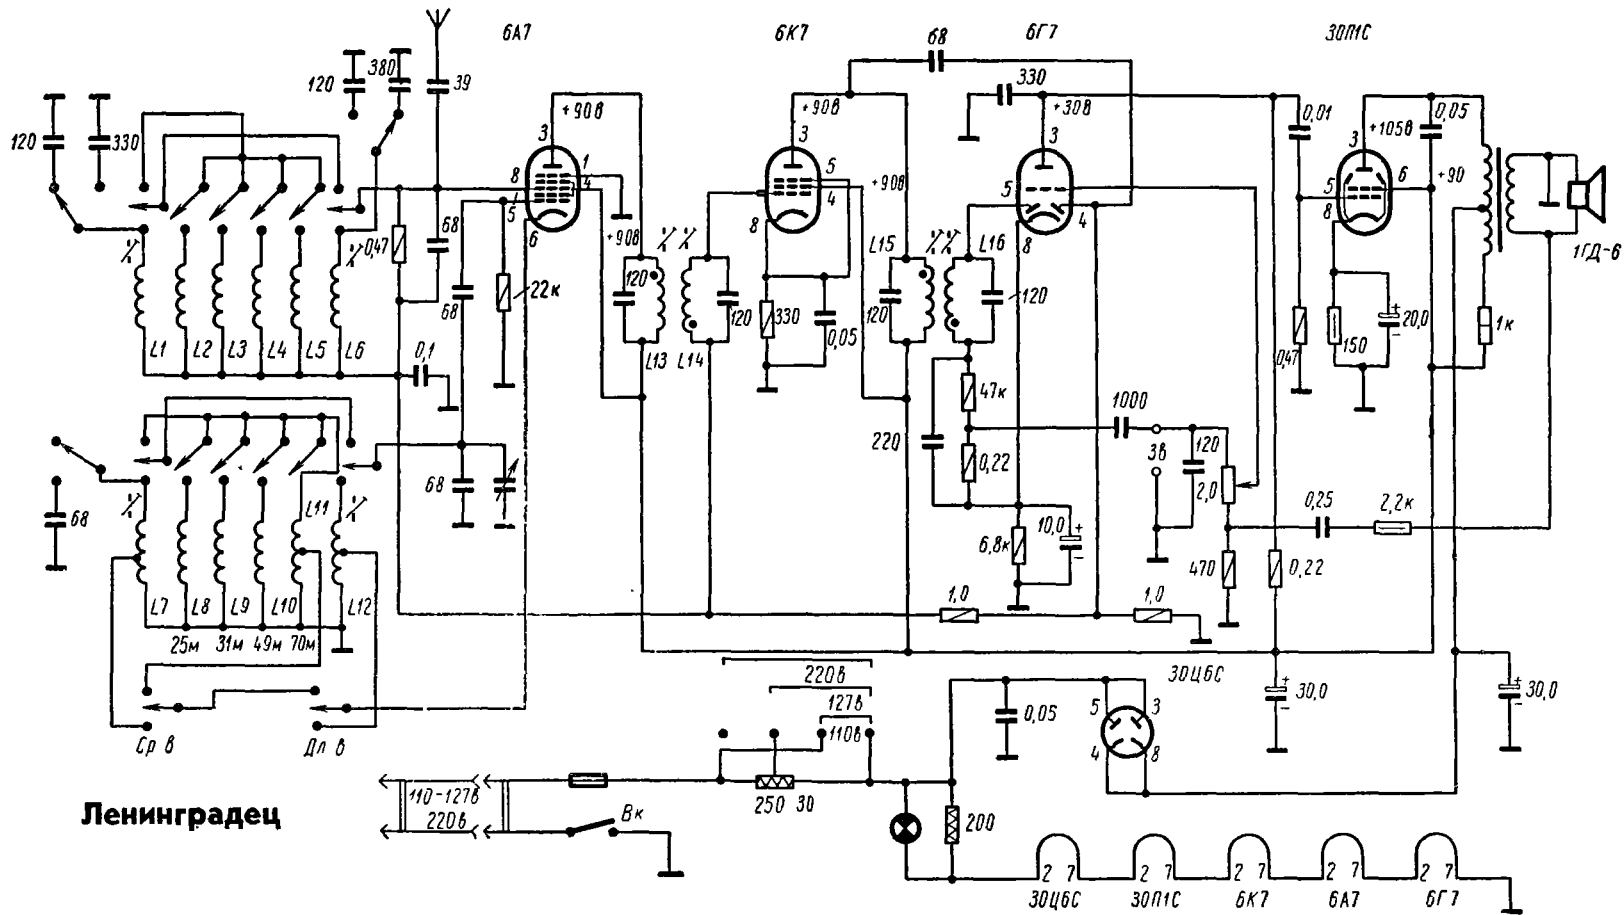 6А7
6К7
6Г7
30П1С
120
330
120
380
39
+90в
3
8
1
4
5
6
1
0,47
68
68
22к
+90в
120
L13
L14
120
+90в
3
5
4
8
+90в
330
0,05
68
330
+30в
3
5
4
8
L15
L16
120
120
0,01
+105в
0,05
3
+90
5
6
8
0,47
150
20,0
+
−
1к
1ГД-6
L1
L2
L3
L4
L5
L6
0,1
68
L11
68
47к
220
0,22
1000
Зв
120
2,0
10,0
+
−
6,8к
0,25
2,2к
470
0,22
L7
L8
L9
L10
L12
25м
31м
49м
70м
1,0
1,0
Ср в
Дл в
220в
127в
110в
30Ц6С
5
3
4
8
0,05
+
30,0
−
+
30,0
−
Ленинградец
110-127в
220в
Вк
250
30
200
2 7
2 7
2 7
2 7
2 7
30Ц6С
30П1С
6К7
6А7
6Г7